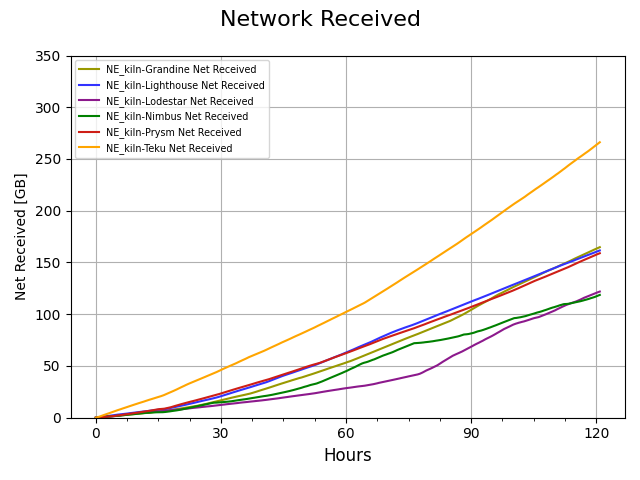 Network Received
350
300
250
200
150
100
50
0
Net Received [GB]
NE_kiln-Grandine Net Received
NE_kiln-Lighthouse Net Received
NE_kiln-Lodestar Net Received
NE_kiln-Nimbus Net Received
NE_kiln-Prysm Net Received
NE_kiln-Teku Net Received
0 30 60 90 120
Hours